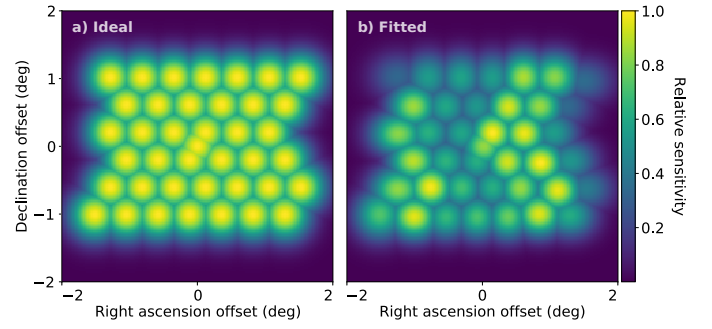 a) Ideal
b) Fitted
2
1
0
−1
−2
Declination offset (deg)
−2
0
2
Right ascension offset (deg)
−2
0
2
Right ascension offset (deg)
1.0
0.8
0.6
0.4
0.2
Relative sensitivity